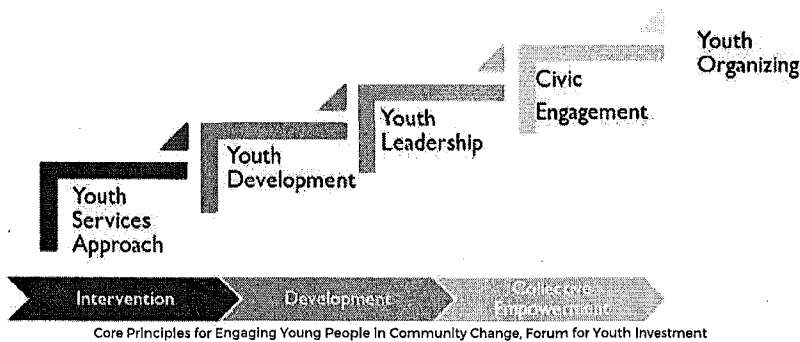 Youth
Services
Approach
Youth
Development
Youth
Leadership
Civic
Engagement
Youth
Organizing
Intervention
Development
Collective
Empowerment
Core Principles for Engaging Young People in Community Change, Forum for Youth Investment